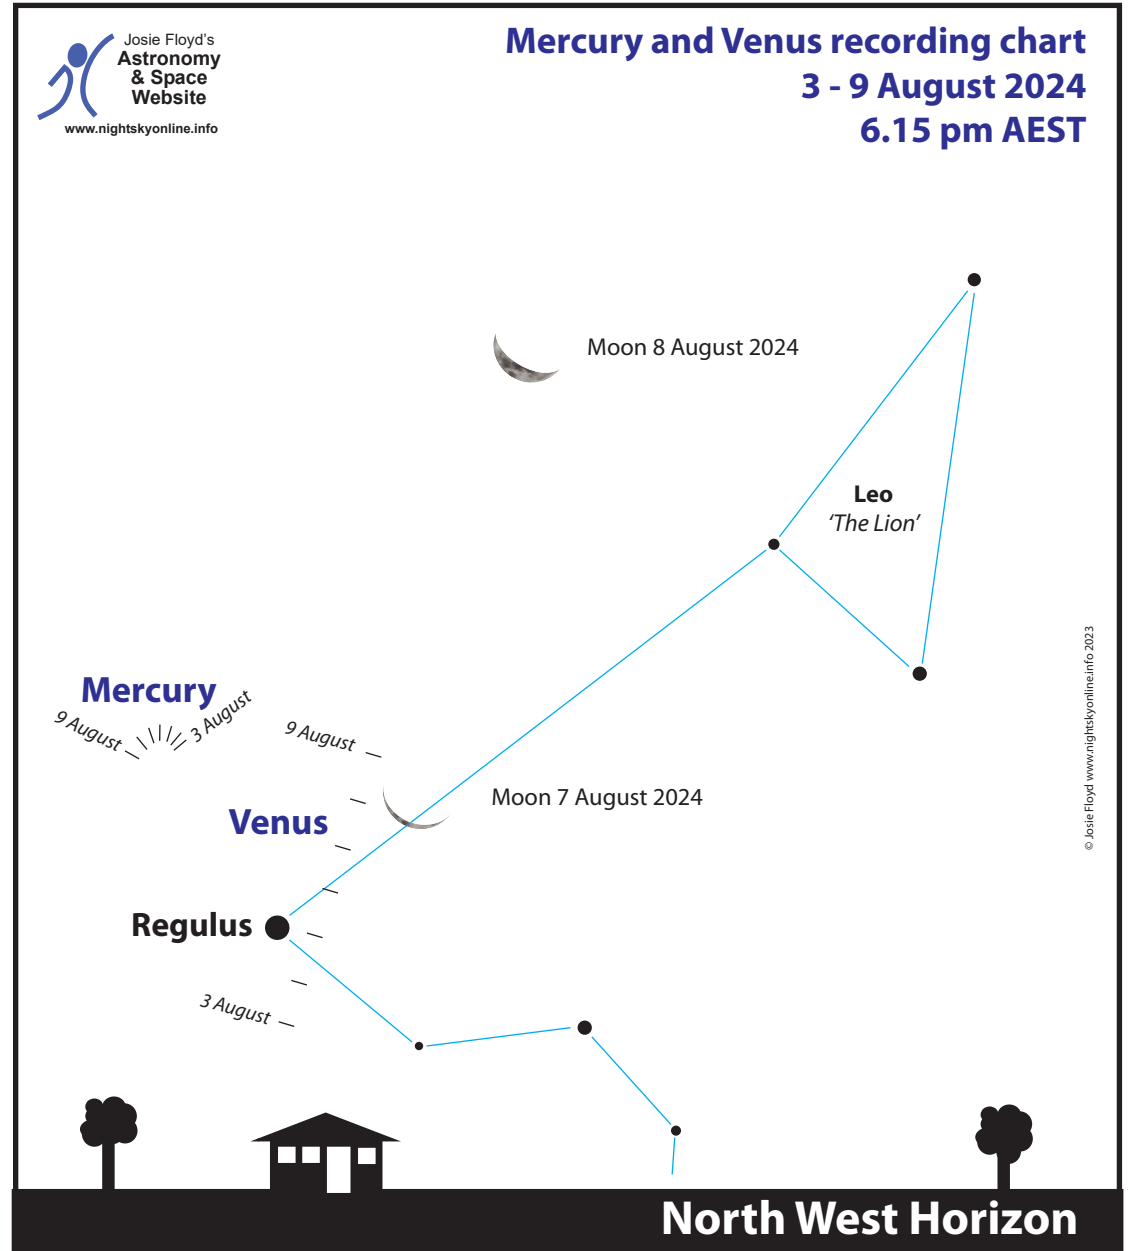 Josie Floyd's
Astronomy
& Space
Website
www.nightskyonline.info
Mercury and Venus recording chart
3 - 9 August 2024
6.15 pm AEST
Moon 8 August 2024
Leo
‘The Lion’
Mercury
9 August
3 August
9 August
Moon 7 August 2024
Venus
Regulus
3 August
© Josie Floyd www.nightskyonline.info 2023
North West Horizon